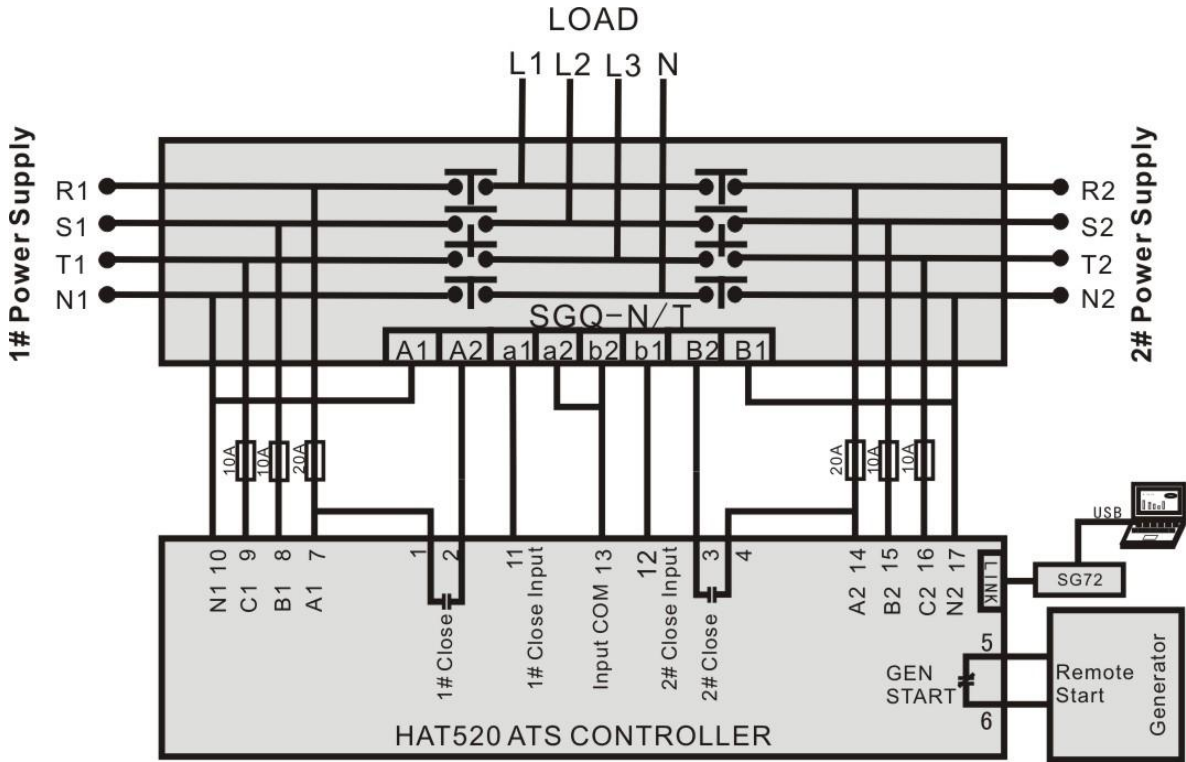 LOAD
L1 L2 L3 N
1# Power Supply
R1
S1
T1
N1
2# Power Supply
R2
S2
T2
N2
SGQ-N/T
A1 A2 a1 a2 b2 b1 B2 B1
10A
10A
20A
20A
10A
10A
N1 10
C1 9
B1 8
A1 7
1
2
1# Close
11
1# Close Input
Input COM 13
12
2# Close Input
3
2# Close
4
A2 14
B2 15
C2 16
N2 17
LINK
USB
SG72
5
GEN
START
6
Remote
Start
Generator
HAT520 ATS CONTROLLER